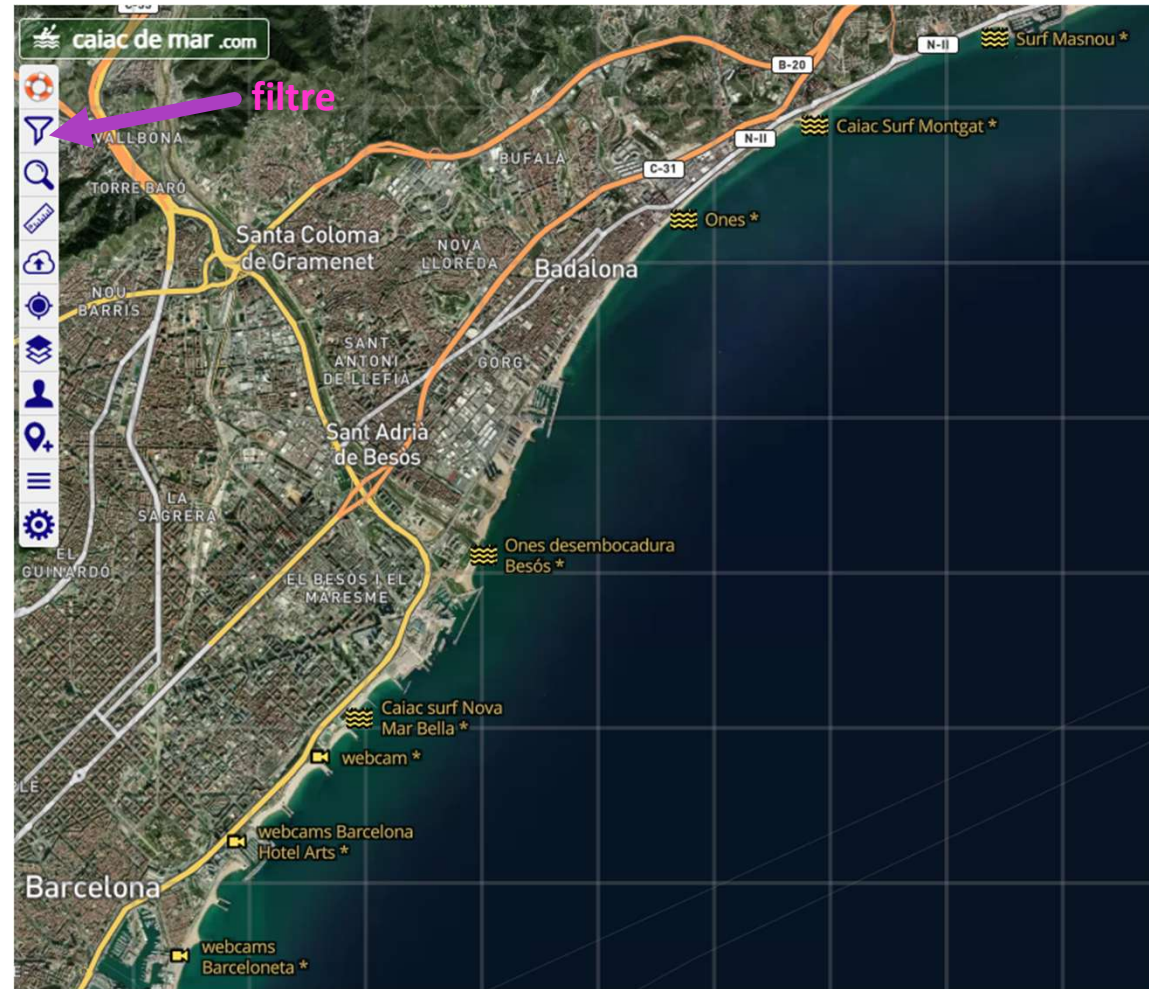 C-33
caiac de mar .com
N-II
Surf Masnou *
B-20
filtre
VALLBONA
Caiac Surf Montgat *
N-II
BUFALÀ
C-31
TORRE BARÓ
Ones *
Santa Coloma
de Gramenet
NOVA
LLOREDA
Badalona
NOU
BARRIS
SANT
ANTONI
DE LLEFIÀ
GORG
Sant Adrià
de Besòs
LA
SAGRERA
EL
GUINARDÓ
Ones desembocadura
Besós *
EL BESÒS I EL
MARESME
Caiac surf Nova
Mar Bella *
webcam *
webcams Barcelona
Hotel Arts *
Barcelona
webcams
Barceloneta *